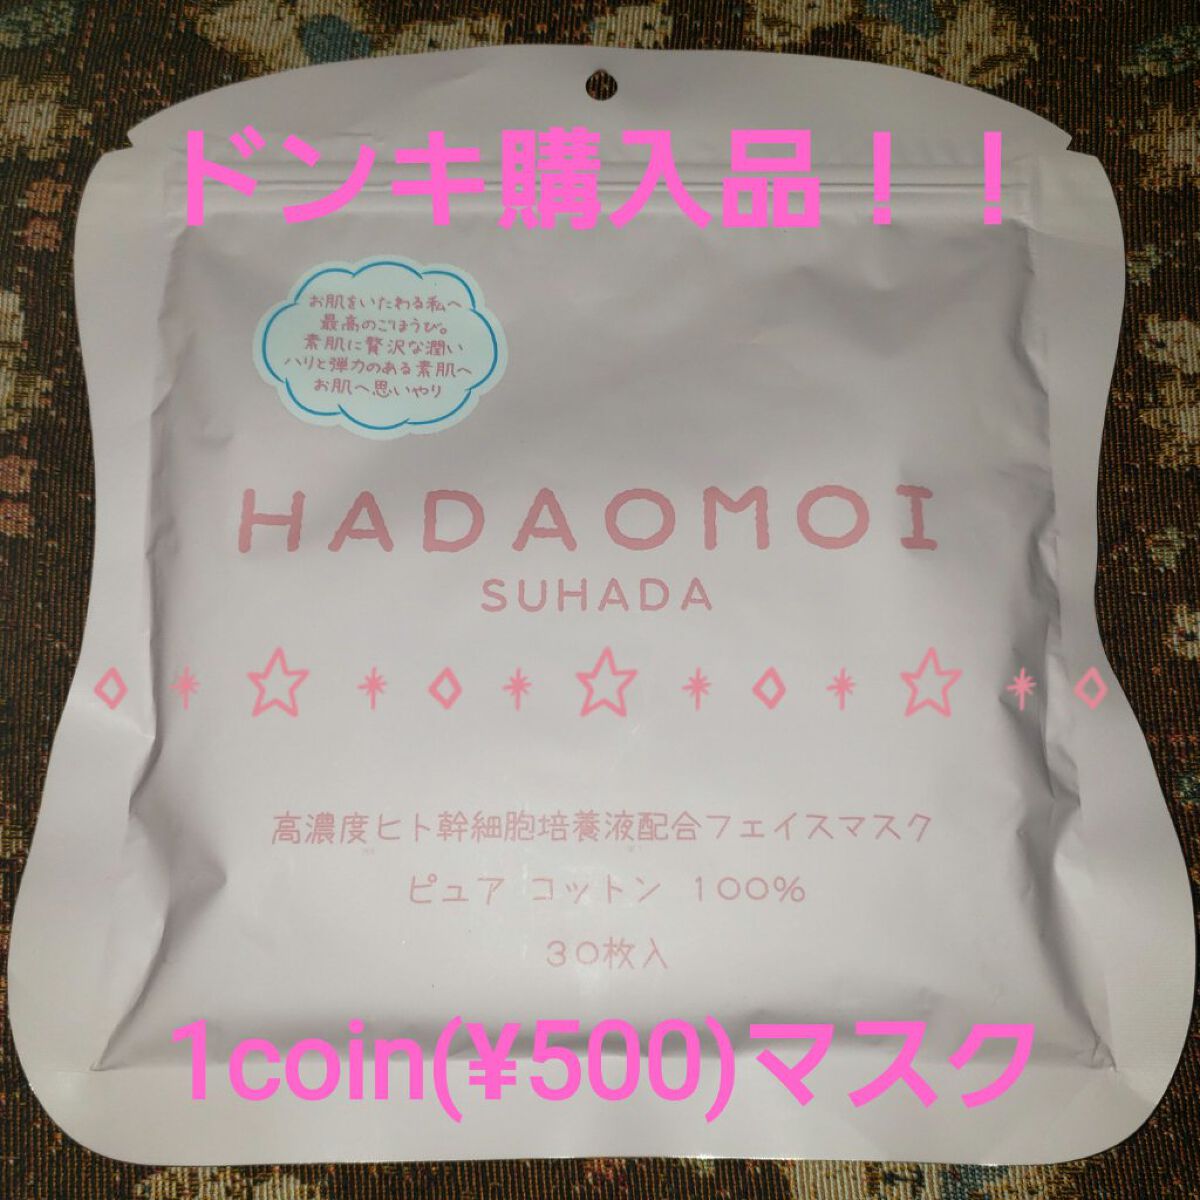 ドンキ購入品！！
お肌をいたわる私へ
最高のごほうび。
素肌に贅沢な潤い
ハリと弾力のある素肌へ
お肌へ思いやり
HADAOMOI
SUHADA
高濃度ヒト幹細胞培養液配合フェイスマスク
ピュア コットン 100%
30枚入
1coin(¥500)マスク